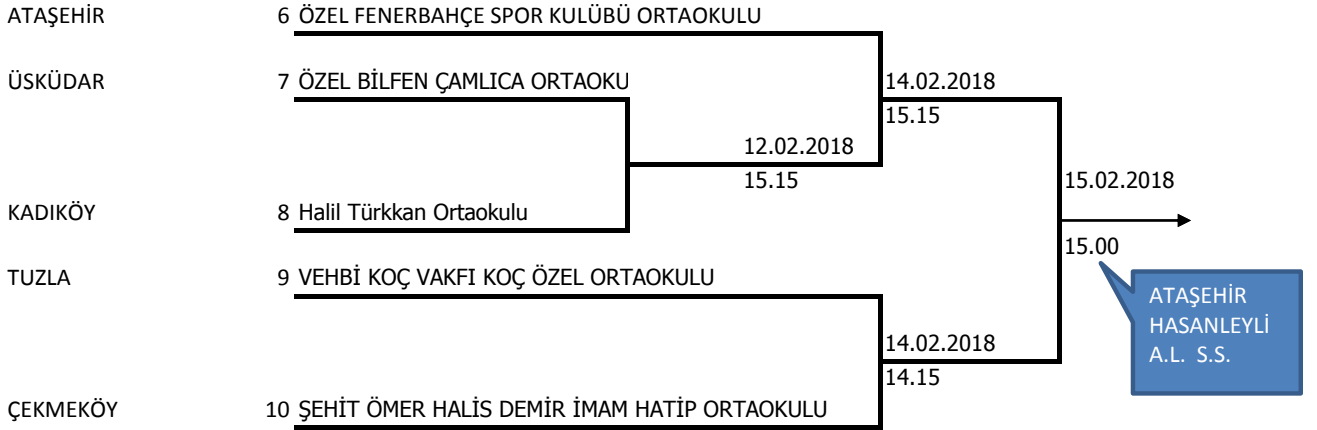 ATAŞEHİR 6 ÖZEL FENERBAHÇE SPOR KULÜBÜ ORTAOKULU
ÜSKÜDAR 7 ÖZEL BİLFEN ÇAMLICA ORTAOKU
14.02.2018
15.15
12.02.2018
15.15
15.02.2018
KADIKÖY 8 Halil Türkkan Ortaokulu
15.00
TUZLA 9 VEHBİ KOÇ VAKFI KOÇ ÖZEL ORTAOKULU
ATAŞEHİR
HASANLEYLİ
A.L. S.S.
14.02.2018
14.15
ÇEKMEKÖY 10 ŞEHİT ÖMER HALİS DEMİR İMAM HATİP ORTAOKULU